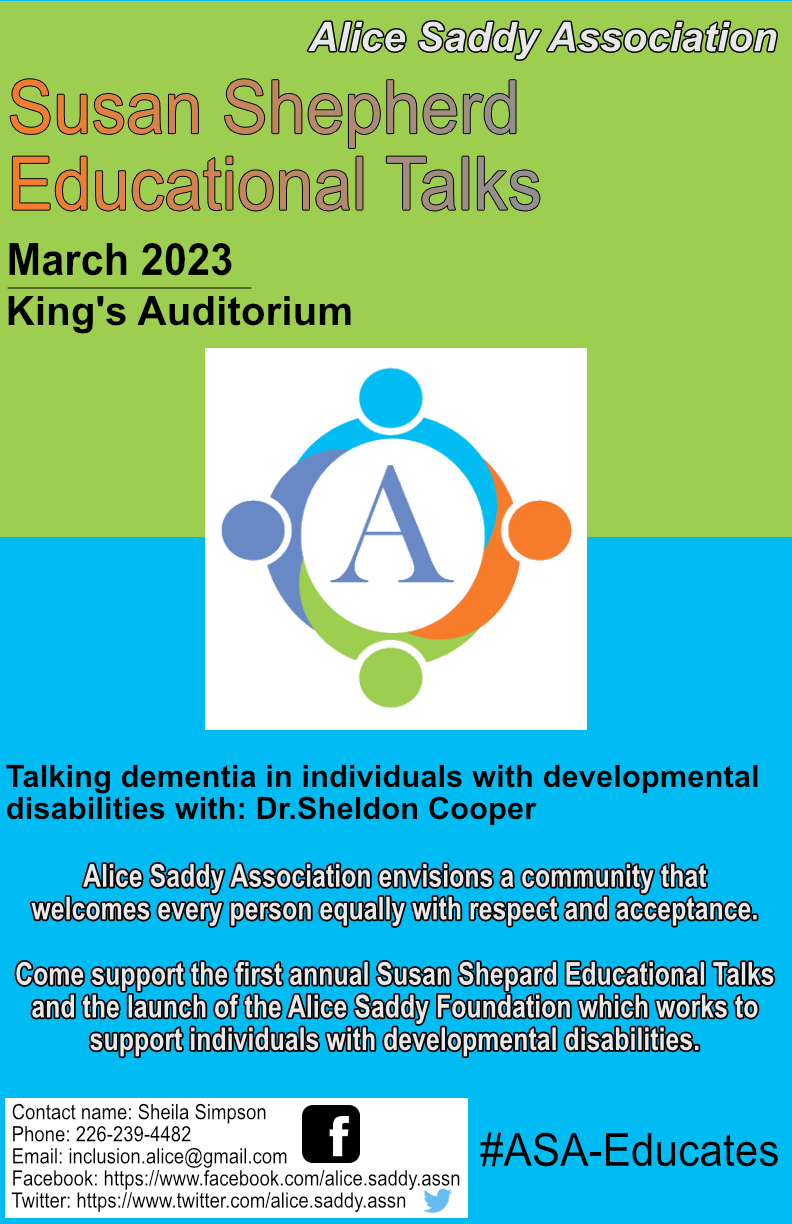 Alice Saddy Association
Susan Shepherd
Educational Talks
March 2023
King's Auditorium
A
Talking dementia in individuals with developmental
disabilities with: Dr.Sheldon Cooper
Alice Saddy Association envisions a community that
welcomes every person equally with respect and acceptance.
Come support the first annual Susan Shepard Educational Talks
and the launch of the Alice Saddy Foundation which works to
support individuals with developmental disabilities.
Contact name: Sheila Simpson
Phone: 226-239-4482
Email: inclusion.alice@gmail.com
Facebook: https://www.facebook.com/alice.saddy.assn
Twitter: https://www.twitter.com/alice.saddy.assn
#ASA-Educates